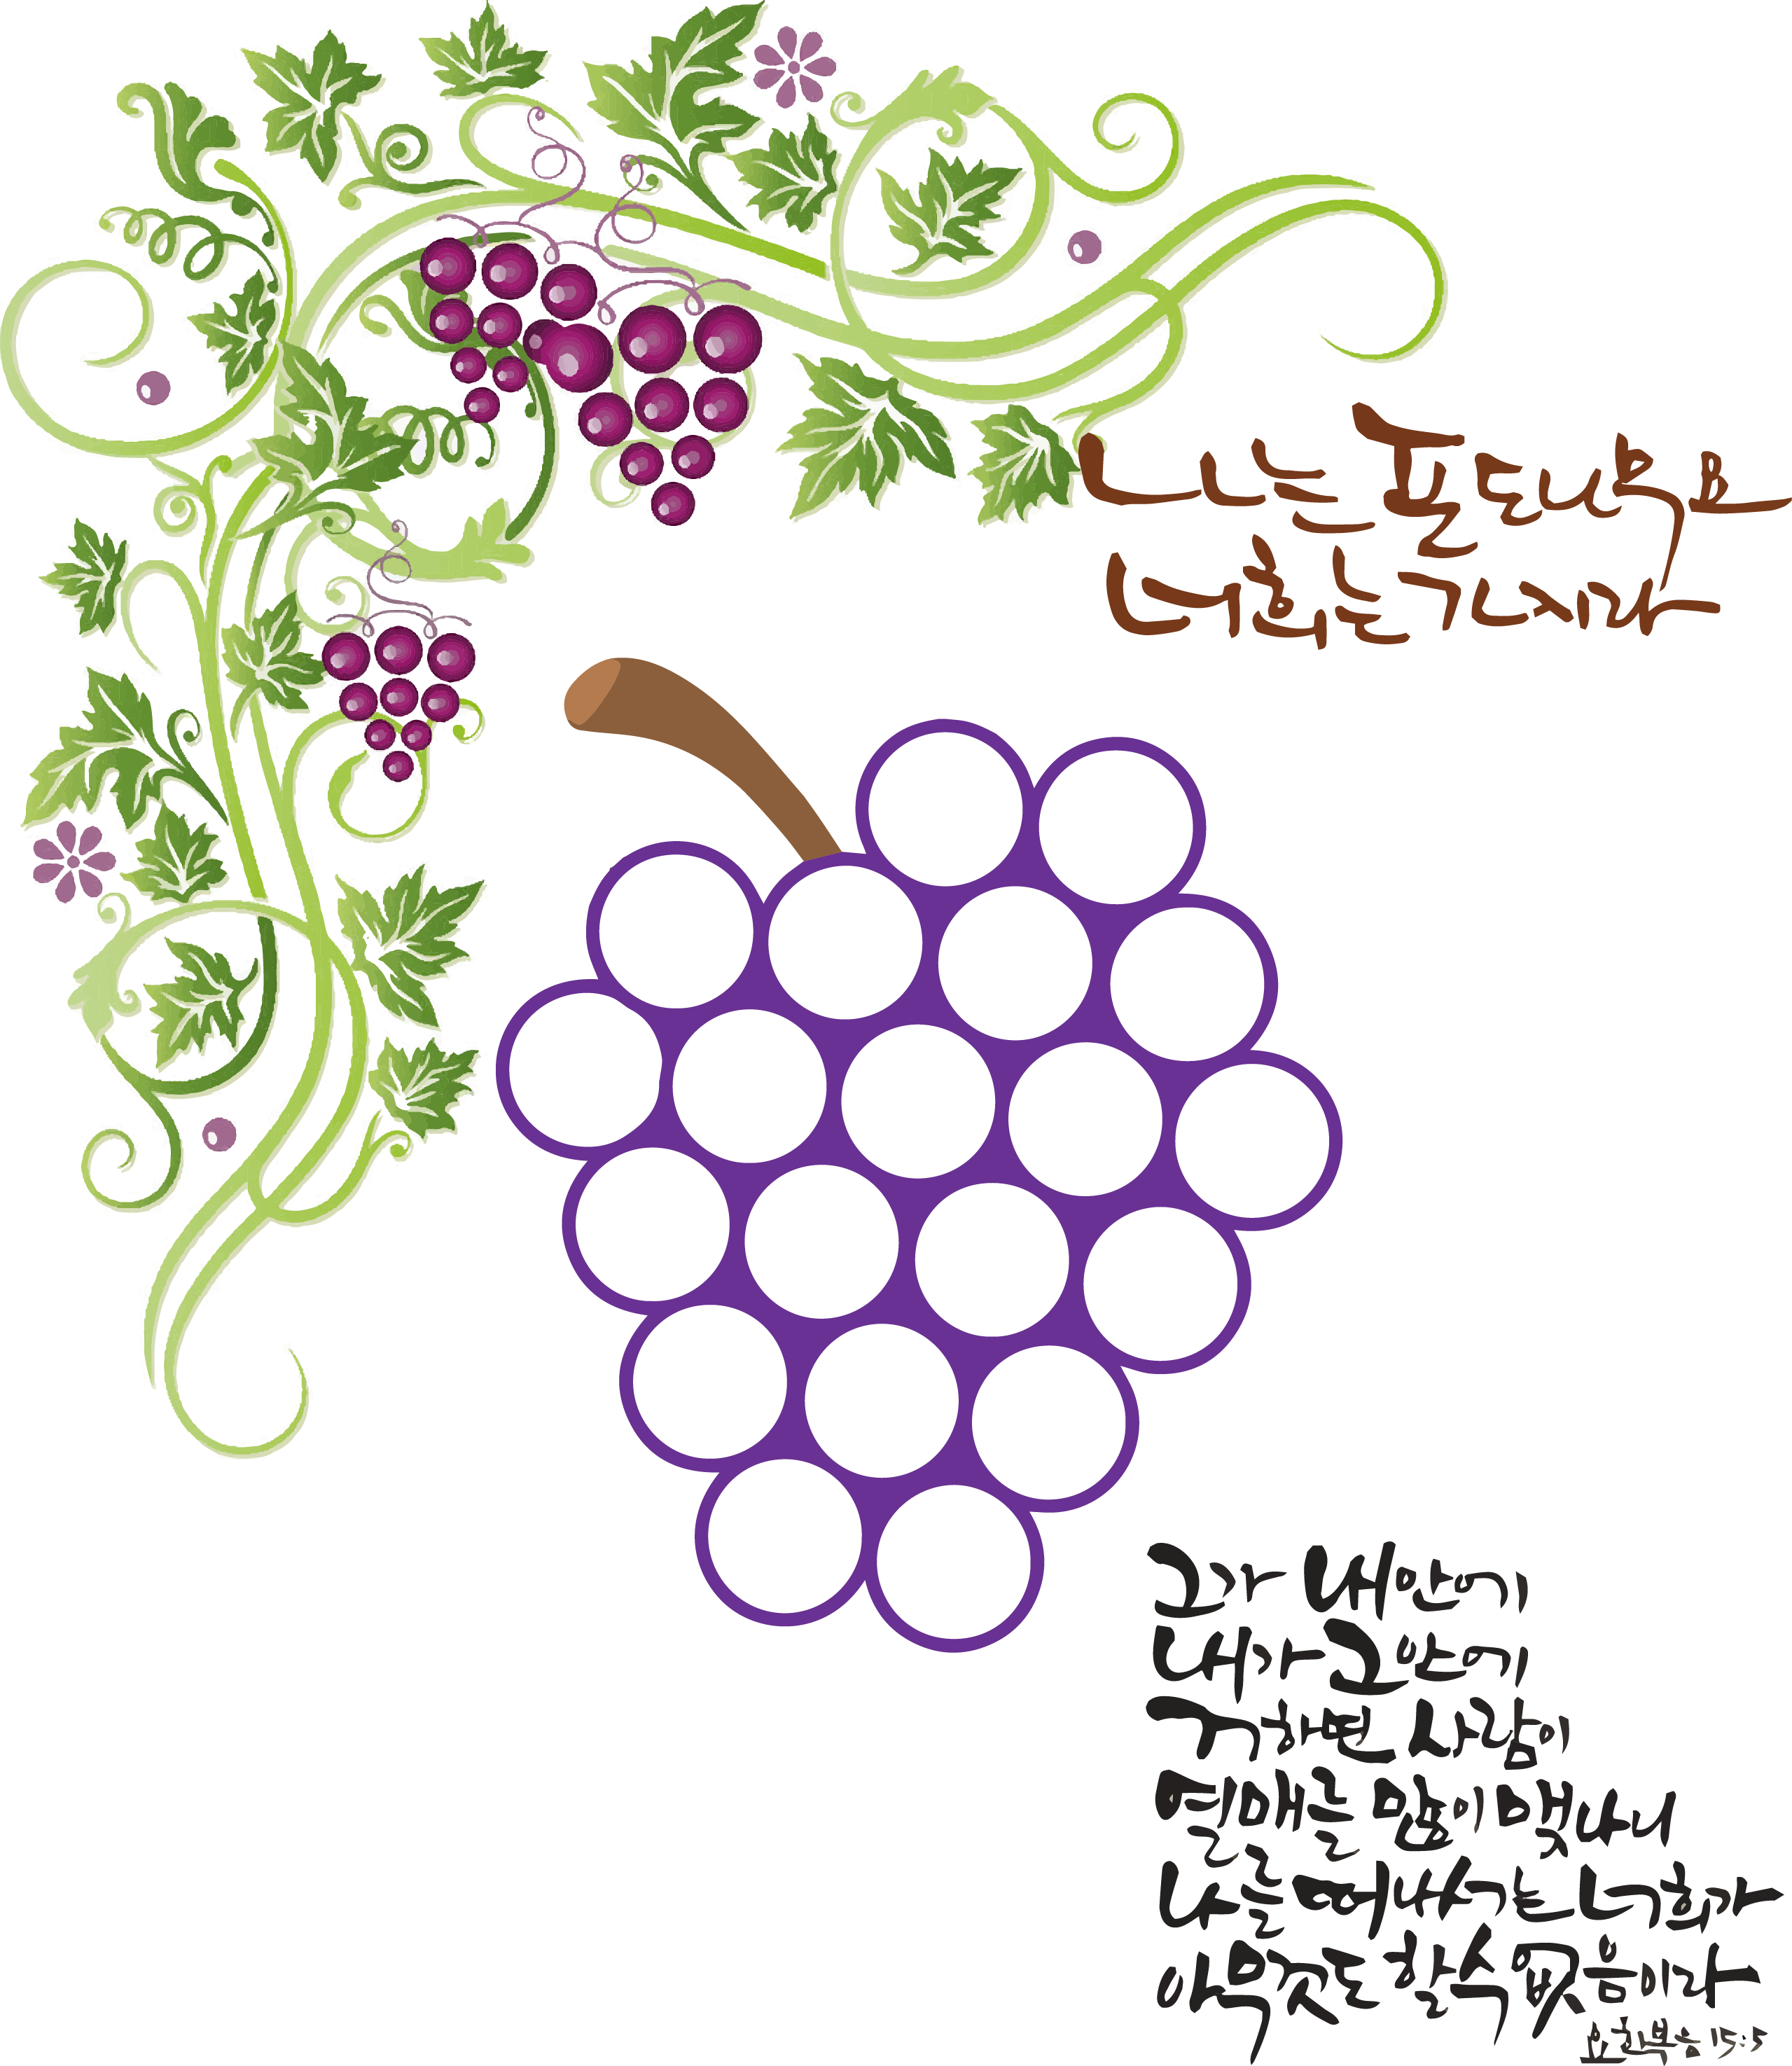 나는 포도나무요
너희는 가지라
그가 내 안에
내가 그 안에
거하면 사람이
열매를 많이 맺나니
나를 떠나서는 너희가
아무것도 할 수 없음이라
요한복음 15:5